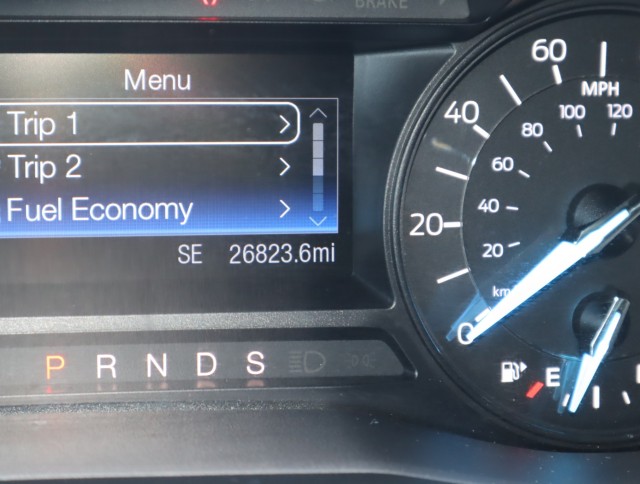 BRAKE
Menu
Trip 1
Trip 2
Fuel Economy
SE 26823.6mi
P R N D S
60
MPH
40
100 120
80
60
20
40
20
km
0
E